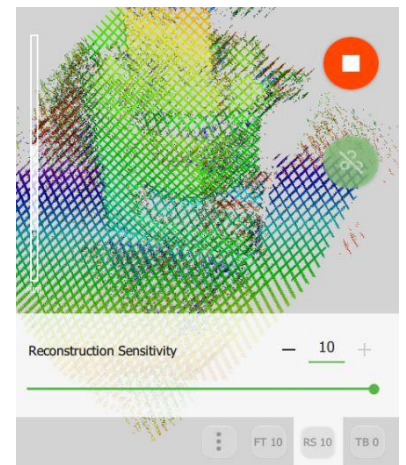 Reconstruction Sensitivity
— 10 +
FT 10
RS 10
TB 0